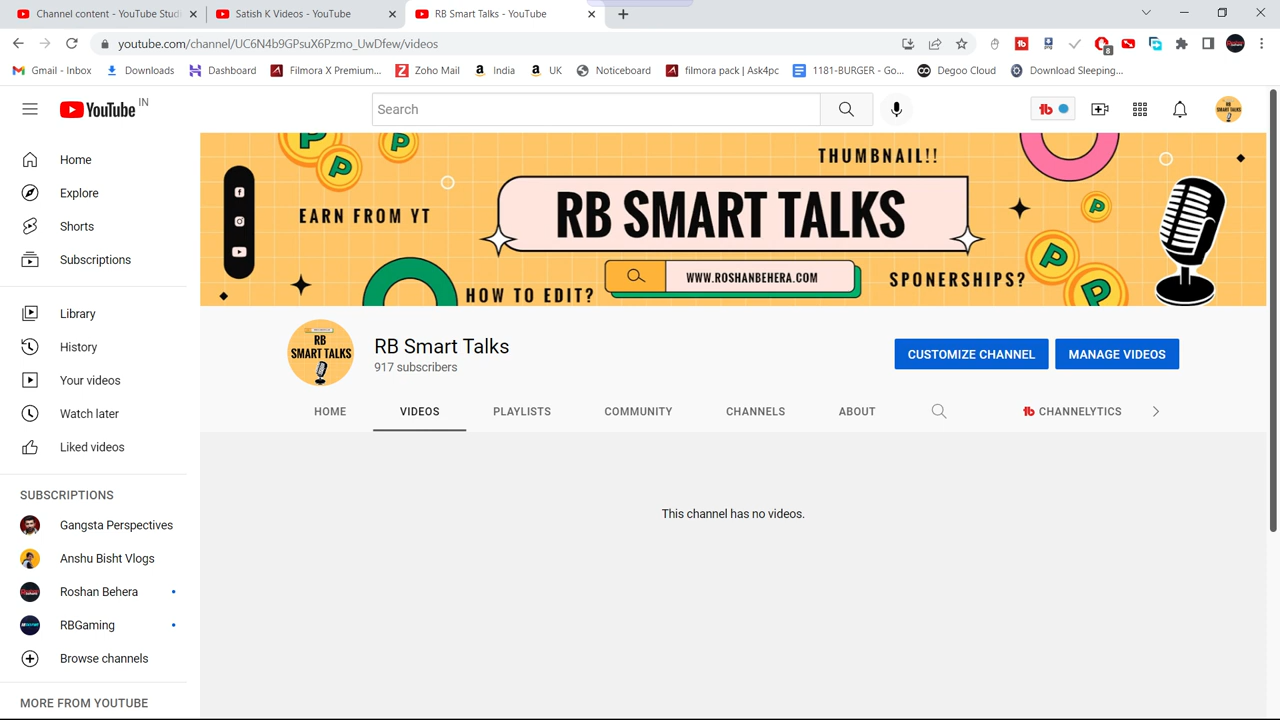 Channel content - YouTube Stud
Satish K Videos - YouTube
RB Smart Talks - YouTube
youtube.com/channel/UC6N4b9GPsuX6Pzmo_UwDfew/videos
8
Gmail - Inbox
Downloads
Dashboard
Filmora X Premium...
Zoho Mail
India
UK
Noticeboard
filmora pack | Ask4pc
1181-BURGER - Go...
Degoo Cloud
Download Sleeping...
YouTube IN
Search
tb
Home
Explore
Shorts
Subscriptions
Library
History
Your videos
Watch later
Liked videos
SUBSCRIPTIONS
Gangsta Perspectives
Anshu Bisht Vlogs
Roshan Behera
RBGaming
Browse channels
MORE FROM YOUTUBE
THUMBNAIL!!
EARN FROM YT
RB SMART TALKS
WWW.ROSHANBEHERA.COM
HOW TO EDIT?
SPONERSHIPS?
RB
SMART TALKS
RB Smart Talks
917 subscribers
CUSTOMIZE CHANNEL
MANAGE VIDEOS
HOME
VIDEOS
PLAYLISTS
COMMUNITY
CHANNELS
ABOUT
tb CHANNELYTICS
This channel has no videos.